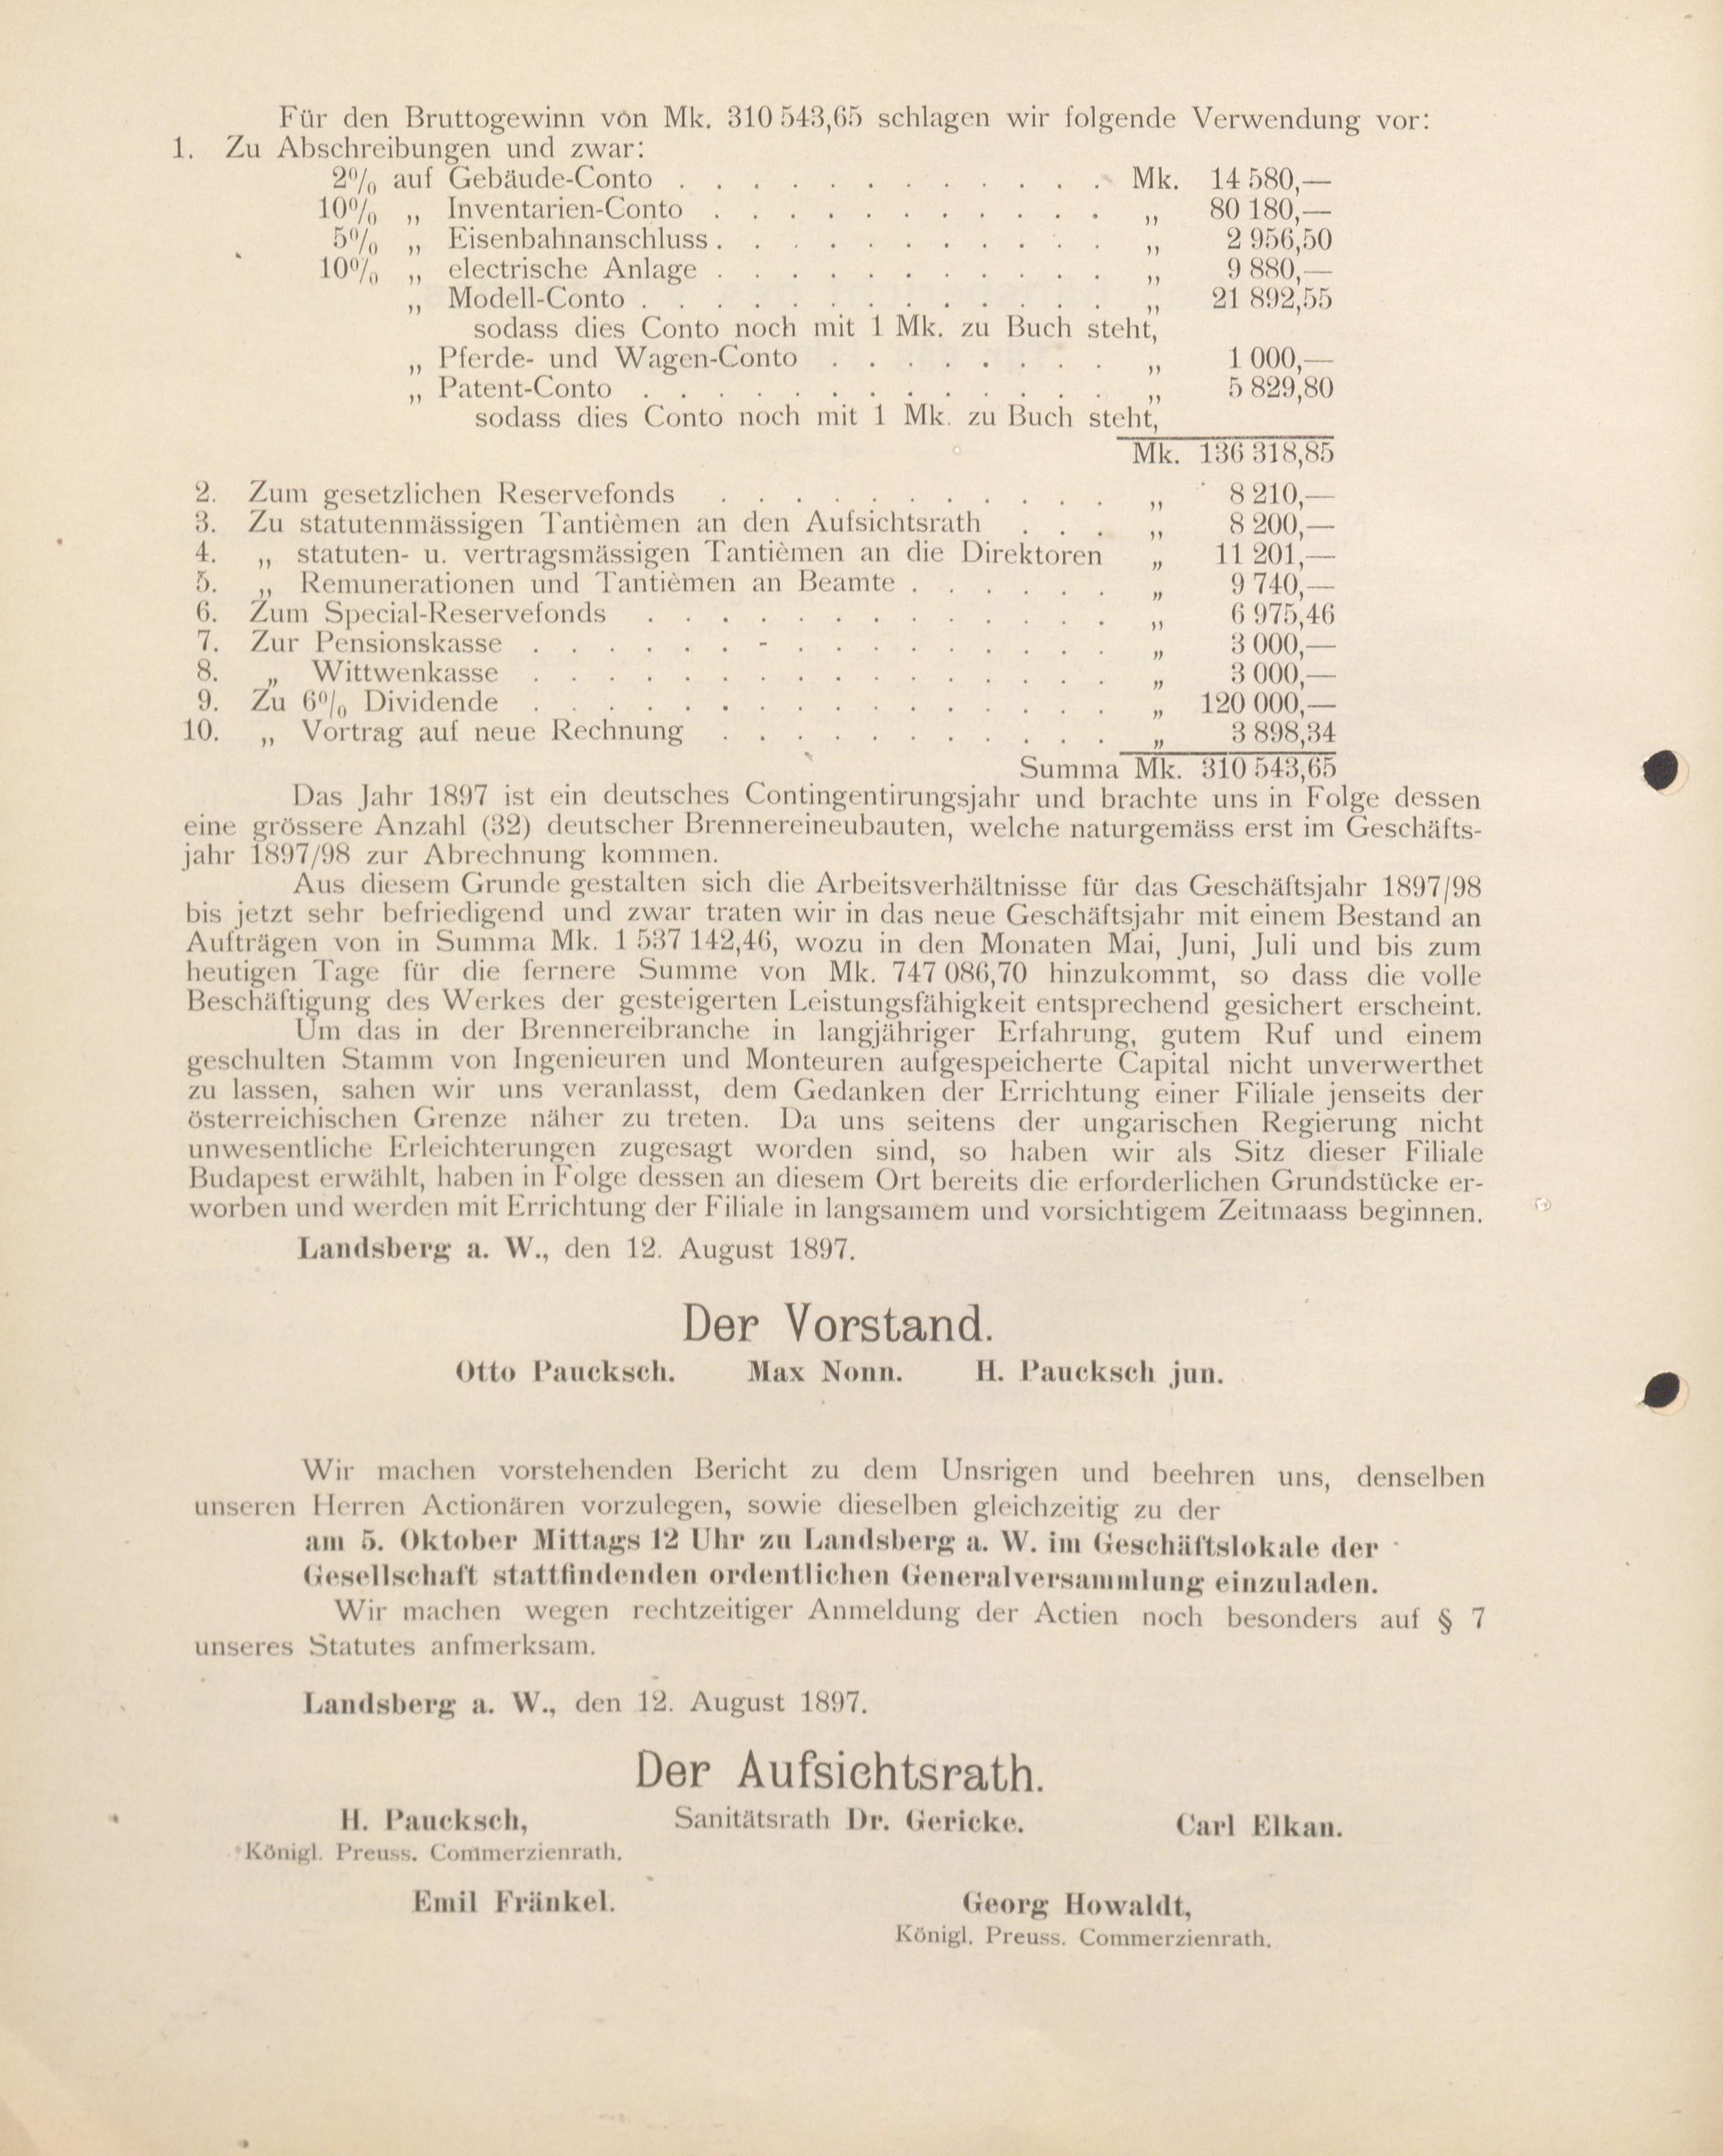 Für den Bruttogewinn von Mk. 310 543,65 schlagen wir folgende Verwendung vor:
1. Zu Abschreibungen und zwar:
2% auf Gebäude-Conto . . . . . . . . . . . . Mk. 14 580,—
10% „ Inventarien-Conto . . . . . . . . . . . „ 80 180,—
5% „ Eisenbahnanschluss . . . . . . . . . . . „ 2 956,50
10% „ electrische Anlage . . . . . . . . . . . „ 9 880,—
„ Modell-Conto . . . . . . . . . . . . . „ 21 892,55
sodass dies Conto noch mit 1 Mk. zu Buch steht,
„ Pferde- und Wagen-Conto . . . . . . . . „ 1 000,—
„ Patent-Conto . . . . . . . . . . . . . „ 5 829,80
sodass dies Conto noch mit 1 Mk. zu Buch steht,
Mk. 136 318,85
2. Zum gesetzlichen Reservefonds . . . . . . . . . . . „ 8 210,—
3. Zu statutenmässigen Tantièmen an den Aufsichtsrath . . . „ 8 200,—
4. „ statuten- u. vertragsmässigen Tantièmen an die Direktoren „ 11 201,—
5. „ Remunerationen und Tantièmen an Beamte . . . . . . „ 9 740,—
6. Zum Special-Reservefonds . . . . . . . . . . . . . „ 6 975,46
7. Zur Pensionskasse . . . . . . - . . . . . . . . . „ 3 000,—
8. „ Wittwenkasse . . . . . . . . . . . . . . . . „ 3 000,—
9. Zu 6% Dividende . . . . . . . . . . . . . . . . „ 120 000,—
10. „ Vortrag auf neue Rechnung . . . . . . . . . . . „ 3 898,34
Summa Mk. 310 543,65
Das Jahr 1897 ist ein deutsches Contingentirungsjahr und brachte uns in Folge dessen
eine grössere Anzahl (32) deutscher Brennereineubauten, welche naturgemäss erst im Geschäfts-
jahr 1897/98 zur Abrechnung kommen.
Aus diesem Grunde gestalten sich die Arbeitsverhältnisse für das Geschäftsjahr 1897/98
bis jetzt sehr befriedigend und zwar traten wir in das neue Geschäftsjahr mit einem Bestand an
Aufträgen von in Summa Mk. 1 537 142,46, wozu in den Monaten Mai, Juni, Juli und bis zum
heutigen Tage für die fernere Summe von Mk. 747 086,70 hinzukommt, so dass die volle
Beschäftigung des Werkes der gesteigerten Leistungsfähigkeit entsprechend gesichert erscheint.
Um das in der Brennereibranche in langjähriger Erfahrung, gutem Ruf und einem
geschulten Stamm von Ingenieuren und Monteuren aufgespeicherte Capital nicht unverwerthet
zu lassen, sahen wir uns veranlasst, dem Gedanken der Errichtung einer Filiale jenseits der
österreichischen Grenze näher zu treten. Da uns seitens der ungarischen Regierung nicht
unwesentliche Erleichterungen zugesagt worden sind, so haben wir als Sitz dieser Filiale
Budapest erwählt, haben in Folge dessen an diesem Ort bereits die erforderlichen Grundstücke er-
worben und werden mit Errichtung der Filiale in langsamem und vorsichtigem Zeitmaass beginnen.
Landsberg a. W., den 12. August 1897.
Der Vorstand.
Otto Paucksch. Max Nonn. H. Paucksch jun.
Wir machen vorstehenden Bericht zu dem Unsrigen und beehren uns, denselben
unseren Herren Actionären vorzulegen, sowie dieselben gleichzeitig zu der
am 5. Oktober Mittags 12 Uhr zu Landsberg a. W. im Geschäftslokale der
Gesellschaft stattfindenden ordentlichen Generalversammlung einzuladen.
Wir machen wegen rechtzeitiger Anmeldung der Actien noch besonders auf § 7
unseres Statutes anfmerksam.
Landsberg a. W., den 12. August 1897.
Der Aufsichtsrath.
H. Paucksch, Sanitätsrath Dr. Gericke. Carl Elkan.
Königl. Preuss. Commerzienrath.
Emil Fränkel. Georg Howaldt,
Königl. Preuss. Commerzienrath.